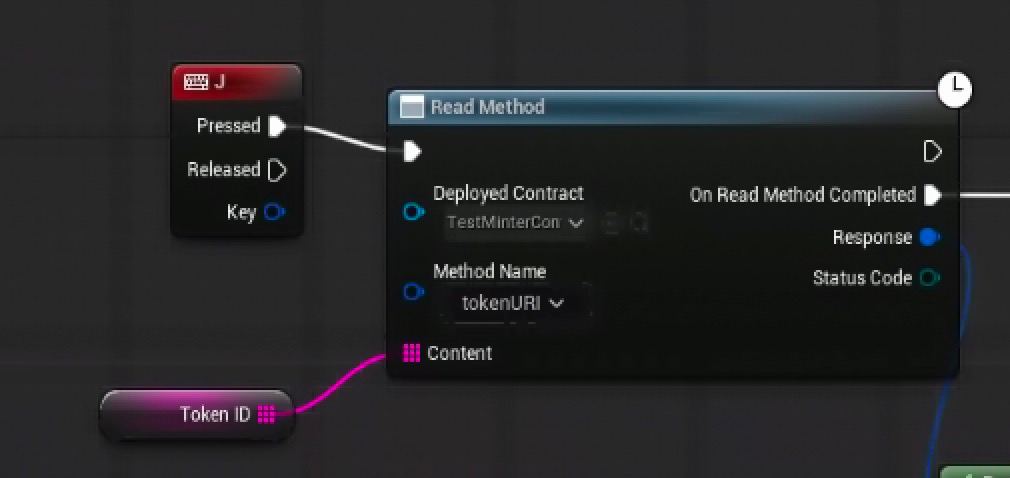 J
Pressed
Released
Key
Read Method
Deployed Contract
TestMinterCon
Method Name
tokenURI
Content
On Read Method Completed
Response
Status Code
Token ID